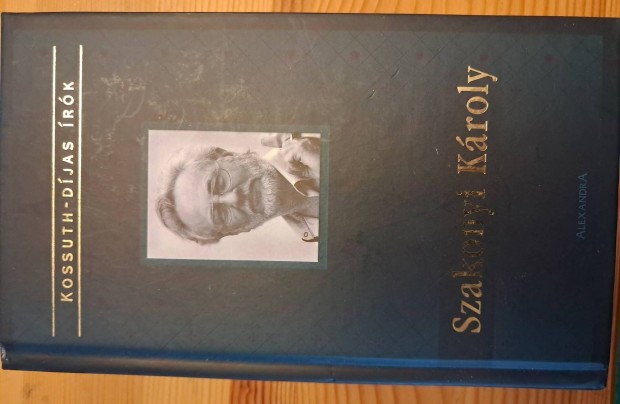 KOSSUTH-DÍJAS ÍRÓK
Szakonyi Károly
ALEXANDRA